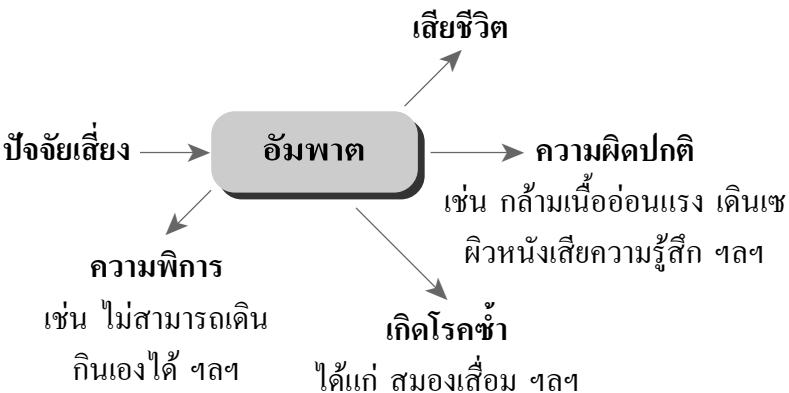 เสียชีวิต
ปัจจัยเสี่ยง
อัมพาต
ความผิดปกติ
เช่น กล้ามเนื้ออ่อนแรง เดินเซ
ผิวหนังเสียความรู้สึก ฯลฯ
ความพิการ
เช่น ไม่สามารถเดิน
กินเองได้ ฯลฯ
เกิดโรคซ้ำ
ได้แก่ สมองเสื่อม ฯลฯ